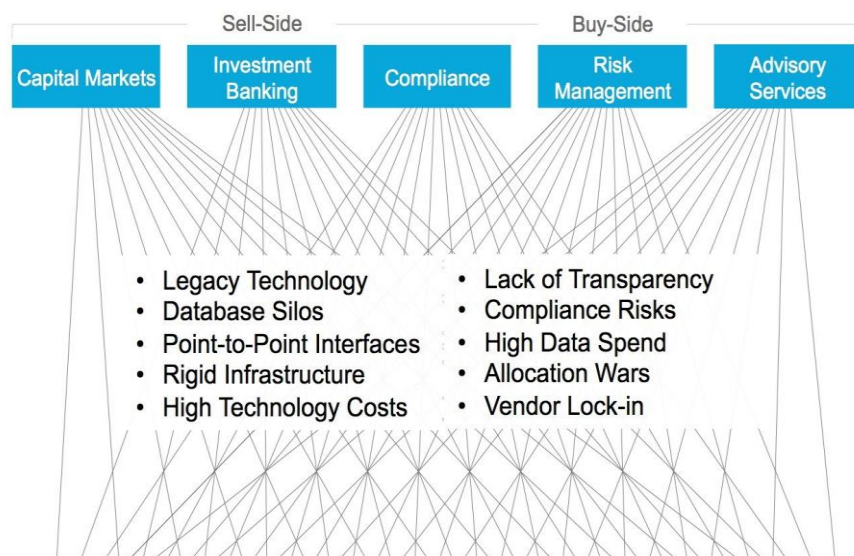 Sell-Side
Buy-Side
Capital Markets
Investment
Banking
Compliance
Risk
Management
Advisory
Services
• Legacy Technology
• Database Silos
• Point-to-Point Interfaces
• Rigid Infrastructure
• High Technology Costs
• Lack of Transparency
• Compliance Risks
• High Data Spend
• Allocation Wars
• Vendor Lock-in